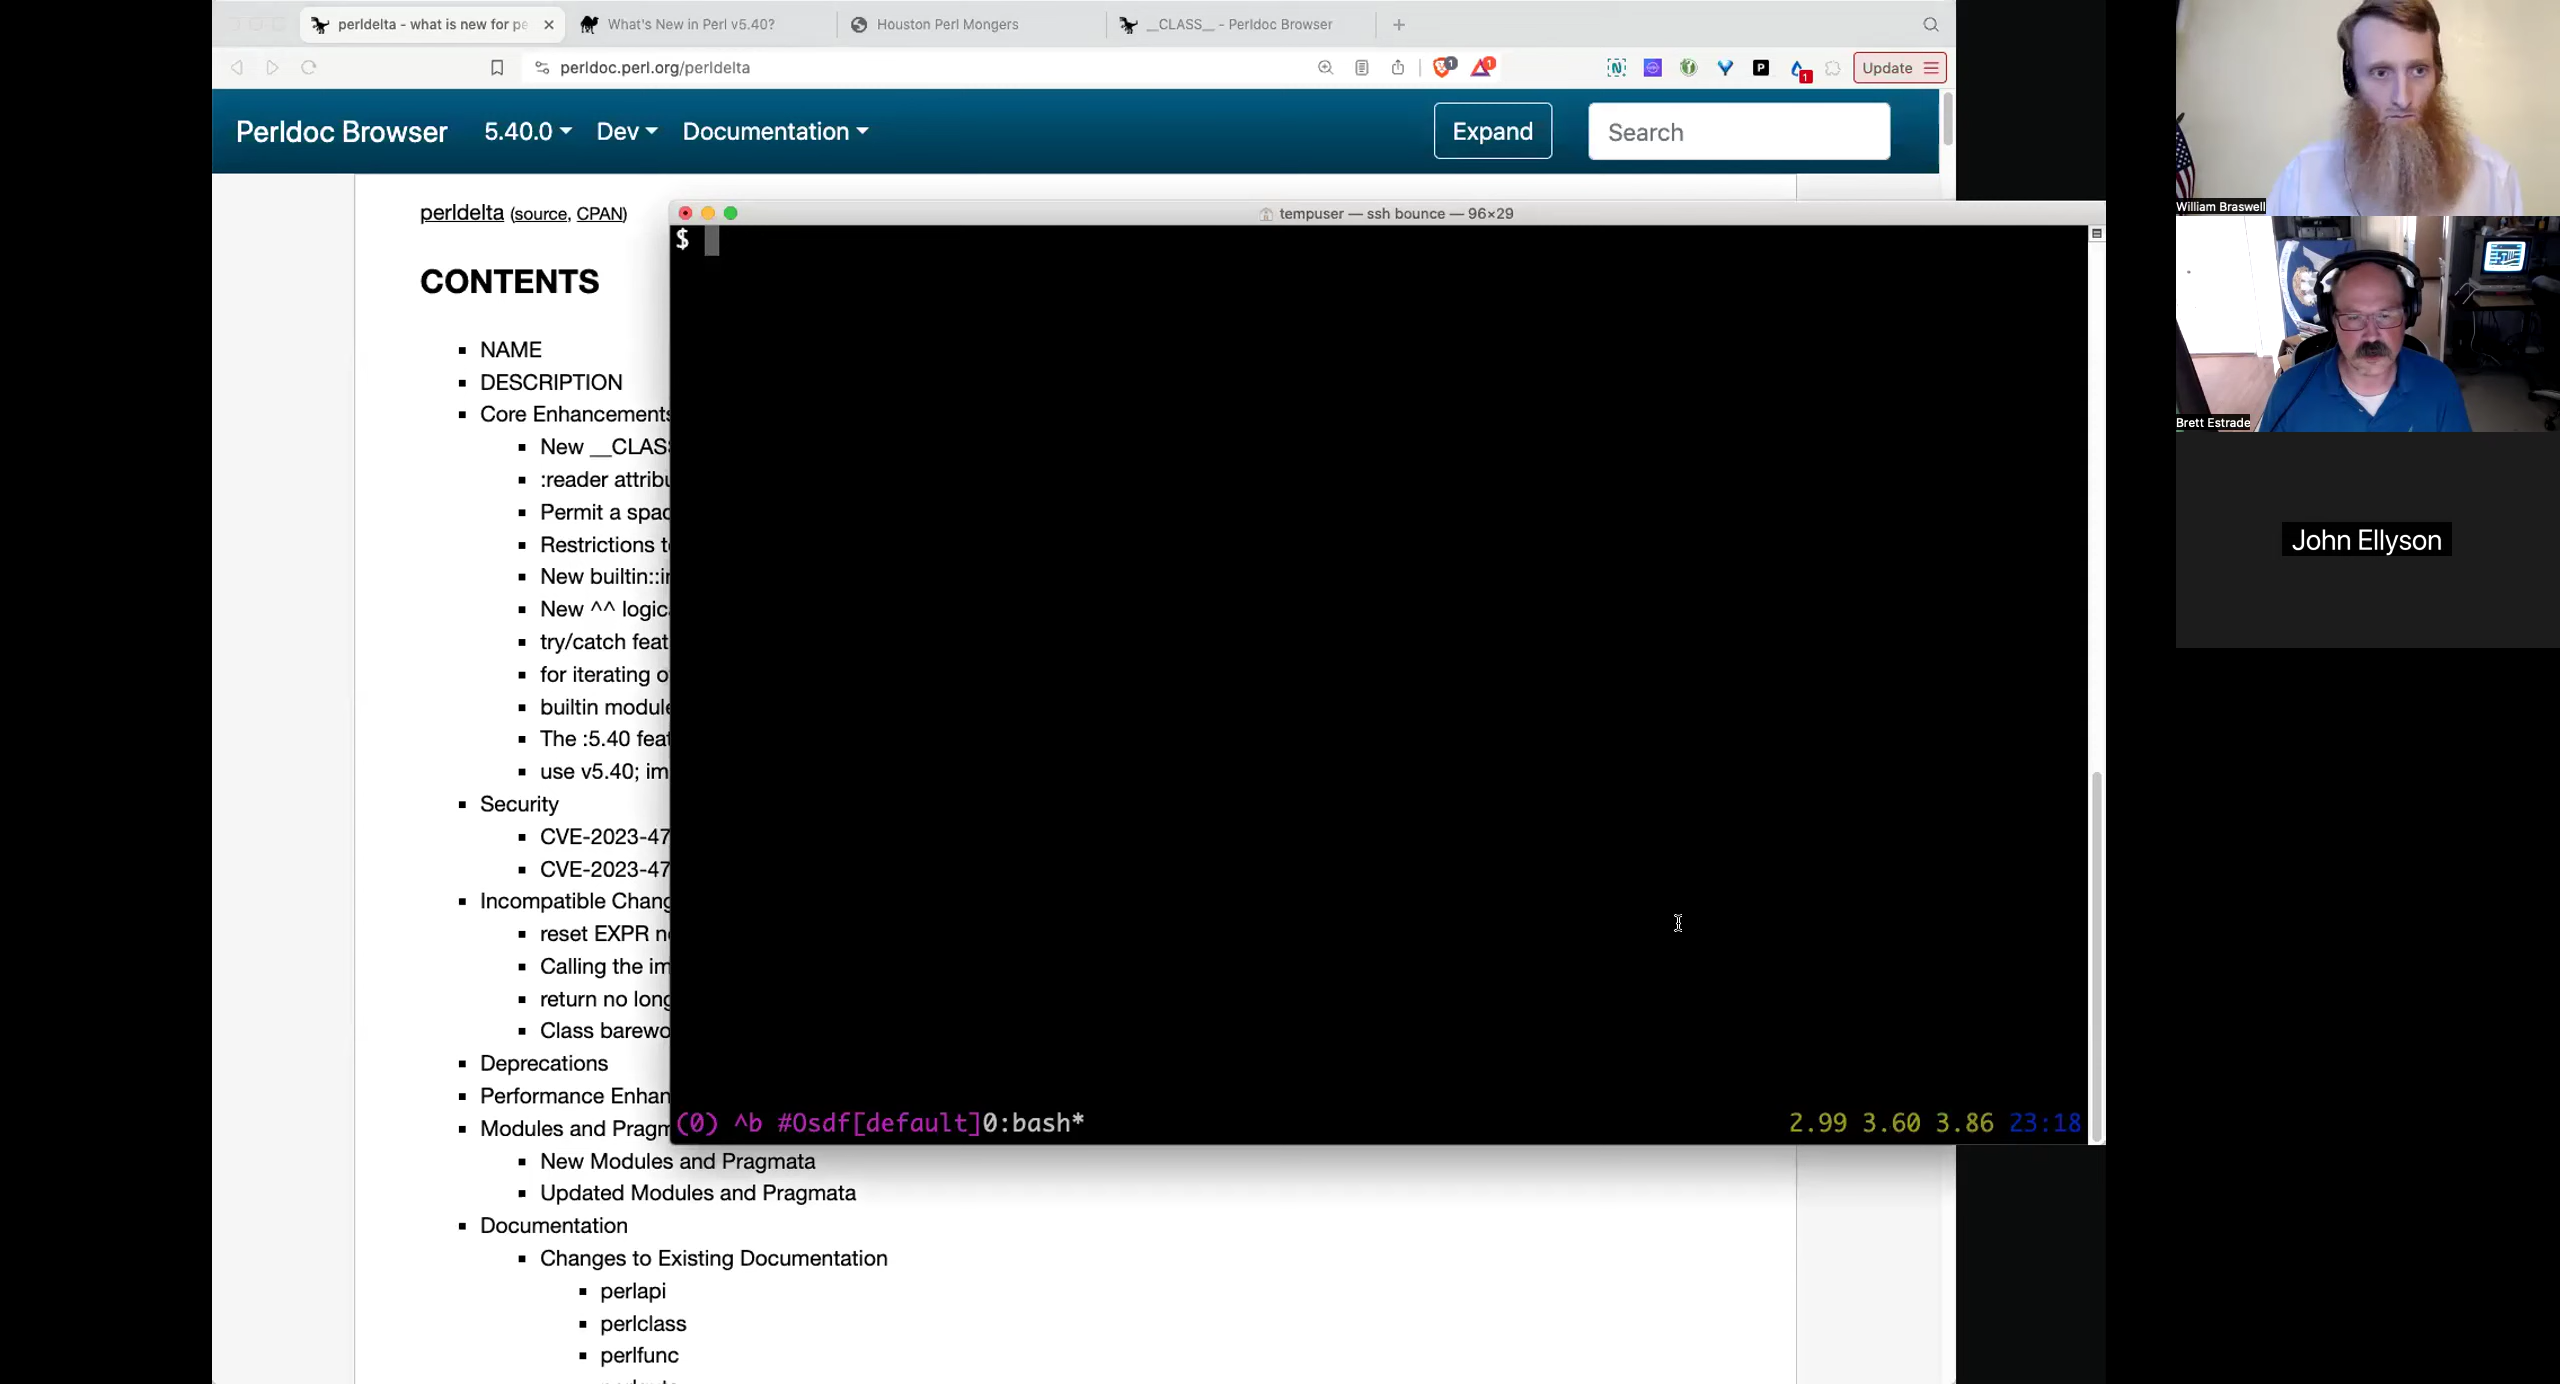 perldelta - what is new for pe
What's New in Perl v5.40?
Houston Perl Mongers
__CLASS__ - Perldoc Browser
perldoc.perl.org/perldelta
1
1
N
P
1
Update
Perldoc Browser
5.40.0
Dev
Documentation
Expand
Search
perldelta (source, CPAN)
CONTENTS
NAME
DESCRIPTION
Core Enhancements
New __CLASS
:reader attribu
Permit a spac
Restrictions t
New builtin::i
New ^^ logic
try/catch feat
for iterating o
builtin module
The :5.40 feat
use v5.40; im
Security
CVE-2023-47
CVE-2023-47
Incompatible Chang
reset EXPR n
Calling the im
return no long
Class barewo
Deprecations
Performance Enhan
Modules and Pragm
New Modules and Pragmata
Updated Modules and Pragmata
Documentation
Changes to Existing Documentation
perlapi
perlclass
perlfunc
tempuser — ssh bounce — 96×29
$
(0) ^b #Osdf[default]0:bash*
2.99 3.60 3.86 23:18
William Braswell
Brett Estrade
John Ellyson